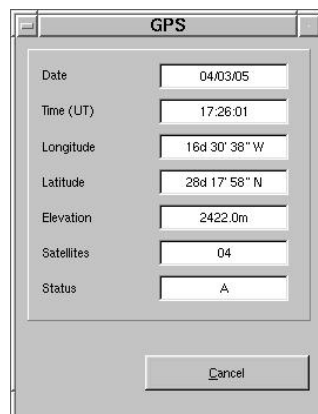 GPS
Date 04/03/05
Time (UT) 17:26:01
Longitude 16d 30' 38" W
Latitude 28d 17' 58" N
Elevation 2422.0m
Satellites 04
Status A
Cancel